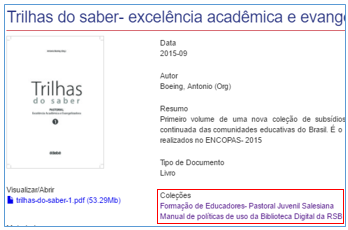 Trilhas do saber- excelência acadêmica e evang
Trilhas
do saber
PASTORAL
Data
2015-09
Autor
Boeing, Antonio (Org)
Resumo
Primeiro volume de uma nova coleção de subsídios
continuada das comunidades educativas do Brasil. É o
realizados no ENCOPAS- 2015
Tipo de Documento
Livro
Visualizar/Abrir
trilhas-do-saber-1.pdf (53.29Mb)
Coleções
Formação de Educadores- Pastoral Juvenil Salesiana
Manual de políticas de uso da Biblioteca Digital da RSB